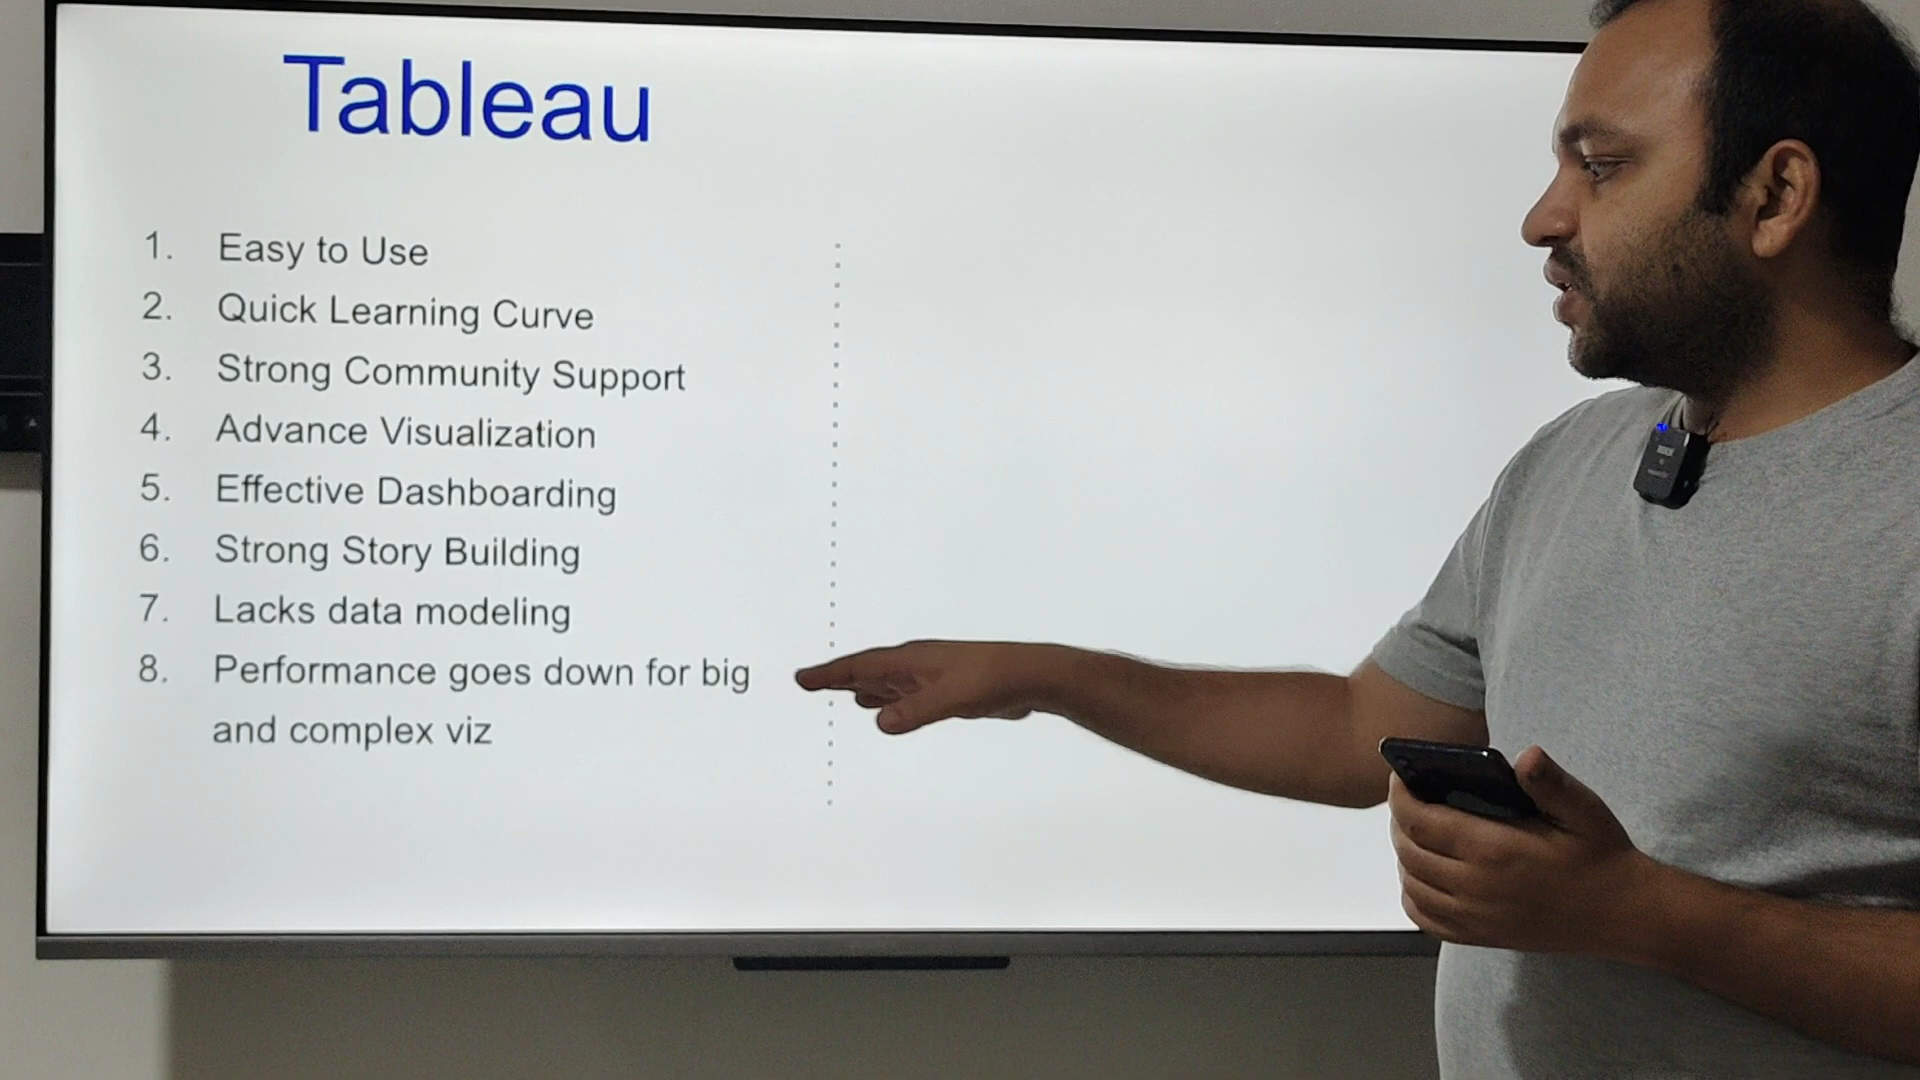 Tableau
1. Easy to Use
2. Quick Learning Curve
3. Strong Community Support
4. Advance Visualization
5. Effective Dashboarding
6. Strong Story Building
7. Lacks data modeling
8. Performance goes down for big
and complex viz